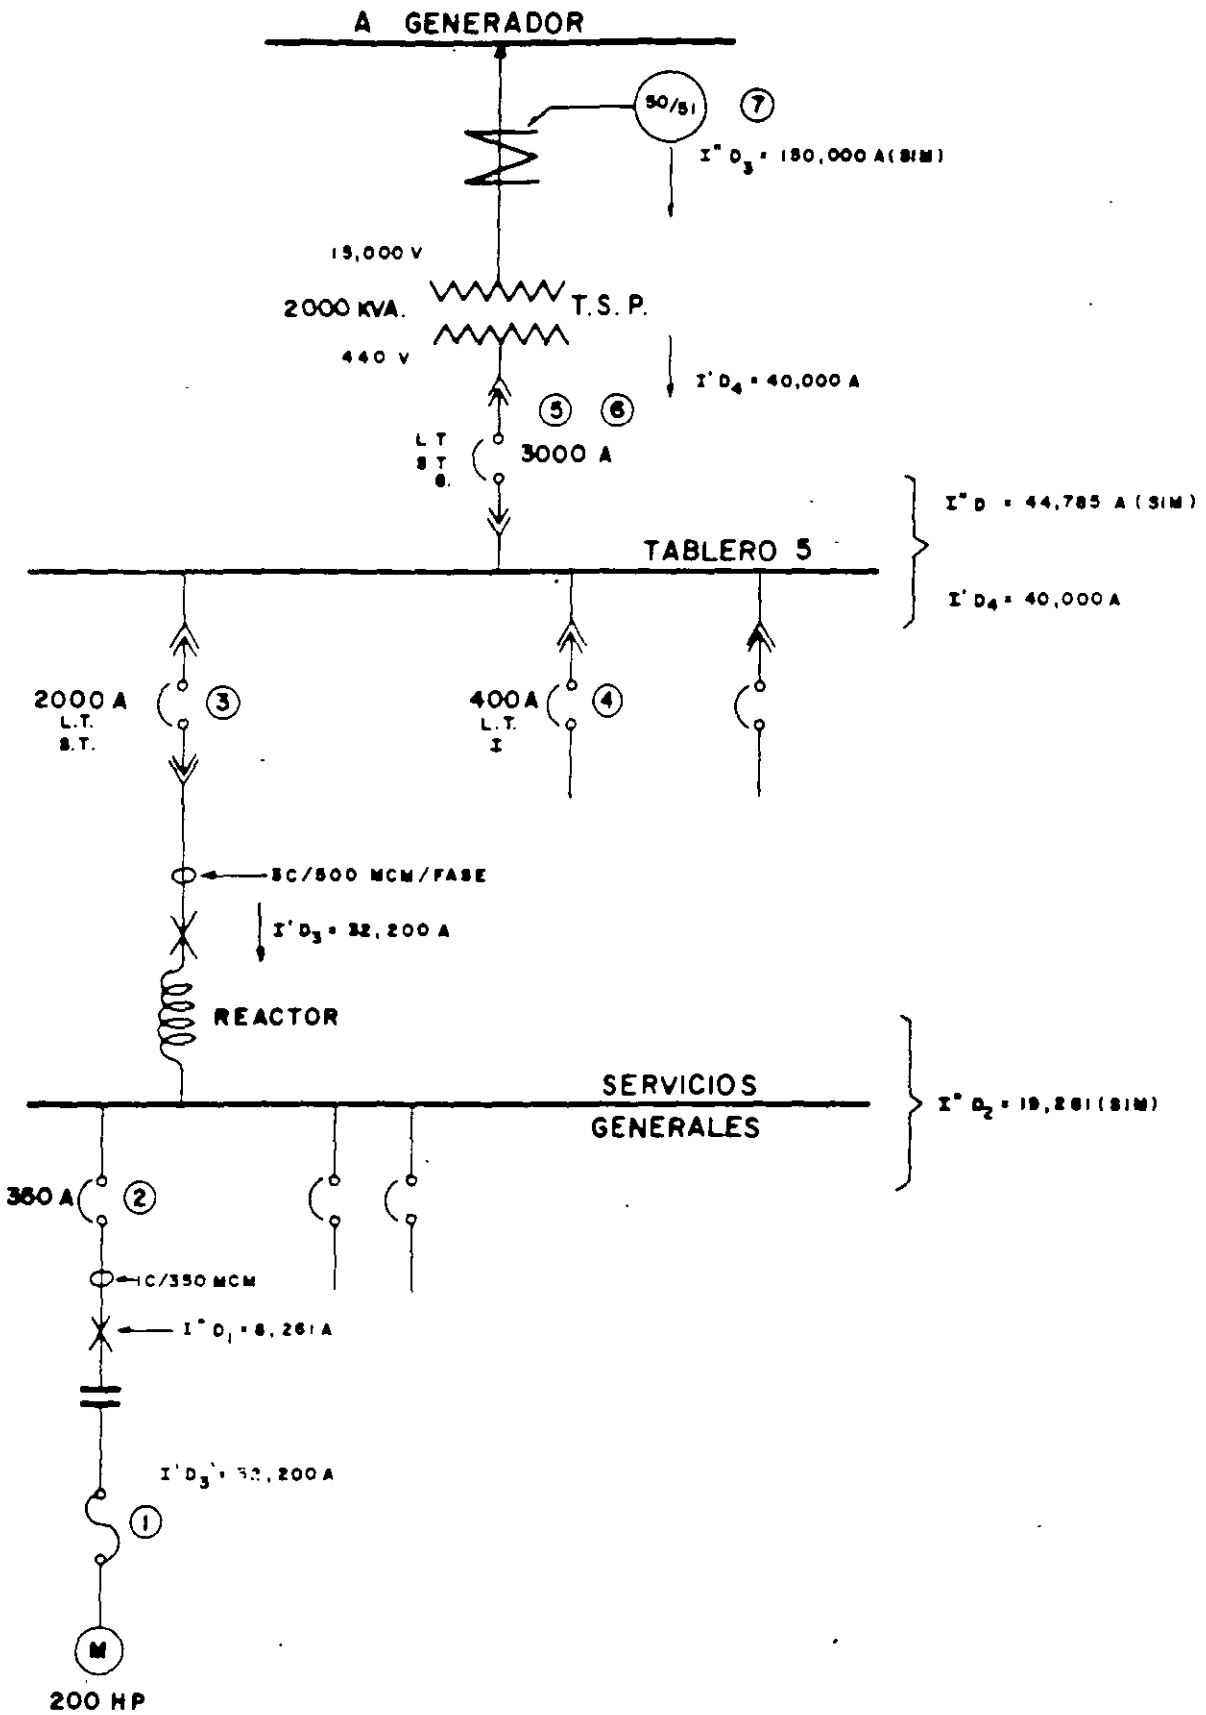 A GENERADOR
50/51
7
I" D3 = 150,000 A (SIM)
15,000 V
2000 KVA.
T. S. P.
440 V
I' D4 = 40,000 A
5
6
L T
S T
G.
3000 A
I" D = 44,785 A (SIM)
TABLERO 5
I' D4 = 40,000 A
2000 A
L.T.
S.T.
3
400 A
L.T.
I
4
3C/500 MCM/FASE
I' D3 = 32,200 A
REACTOR
SERVICIOS
GENERALES
I" D2 = 19,261 (SIM)
350 A
2
1C/350 MCM
I" D1 = 8,261 A
I' D3 = 32,200 A
1
M
200 HP